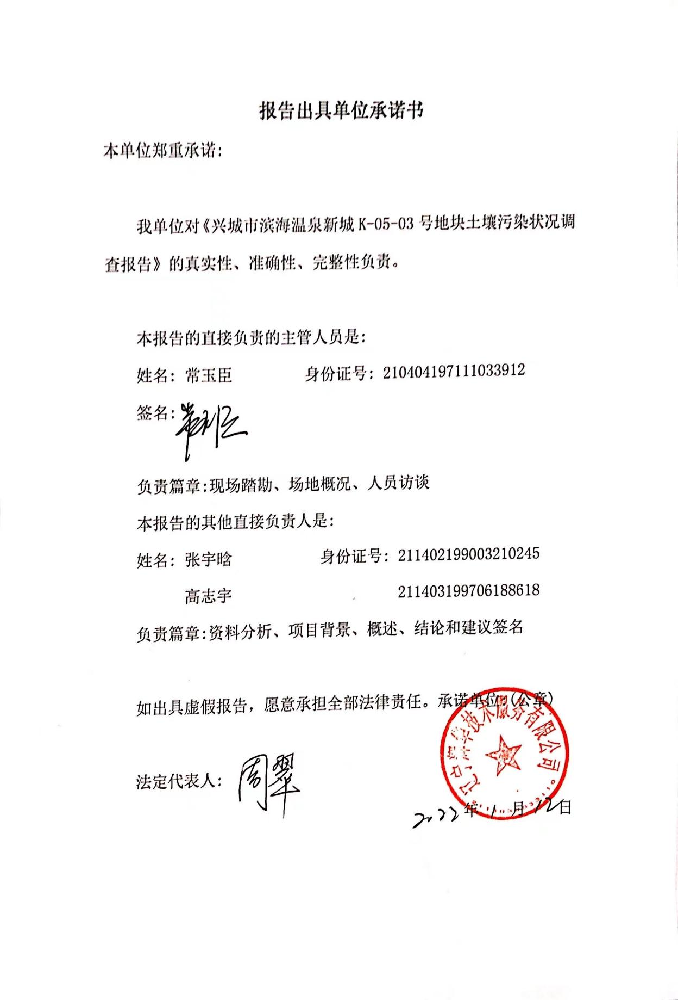 报告出具单位承诺书
本单位郑重承诺:
我单位对《兴城市滨海温泉新城 K-05-03 号地块土壤污染状况调
查报告》的真实性、准确性、完整性负责。
本报告的直接负责的主管人员是:
姓名: 常玉臣 身份证号: 210404197111033912
签名:
负责篇章:现场踏勘、场地概况、人员访谈
本报告的其他直接负责人是:
姓名: 张宇晗 身份证号: 211402199003210245
高志宇 211403199706188618
负责篇章:资料分析、项目背景、概述、结论和建议签名
如出具虚假报告，愿意承担全部法律责任。承诺单位:(公章)
技术服务有限公司
法定代表人: 周翠
2022年1月12日